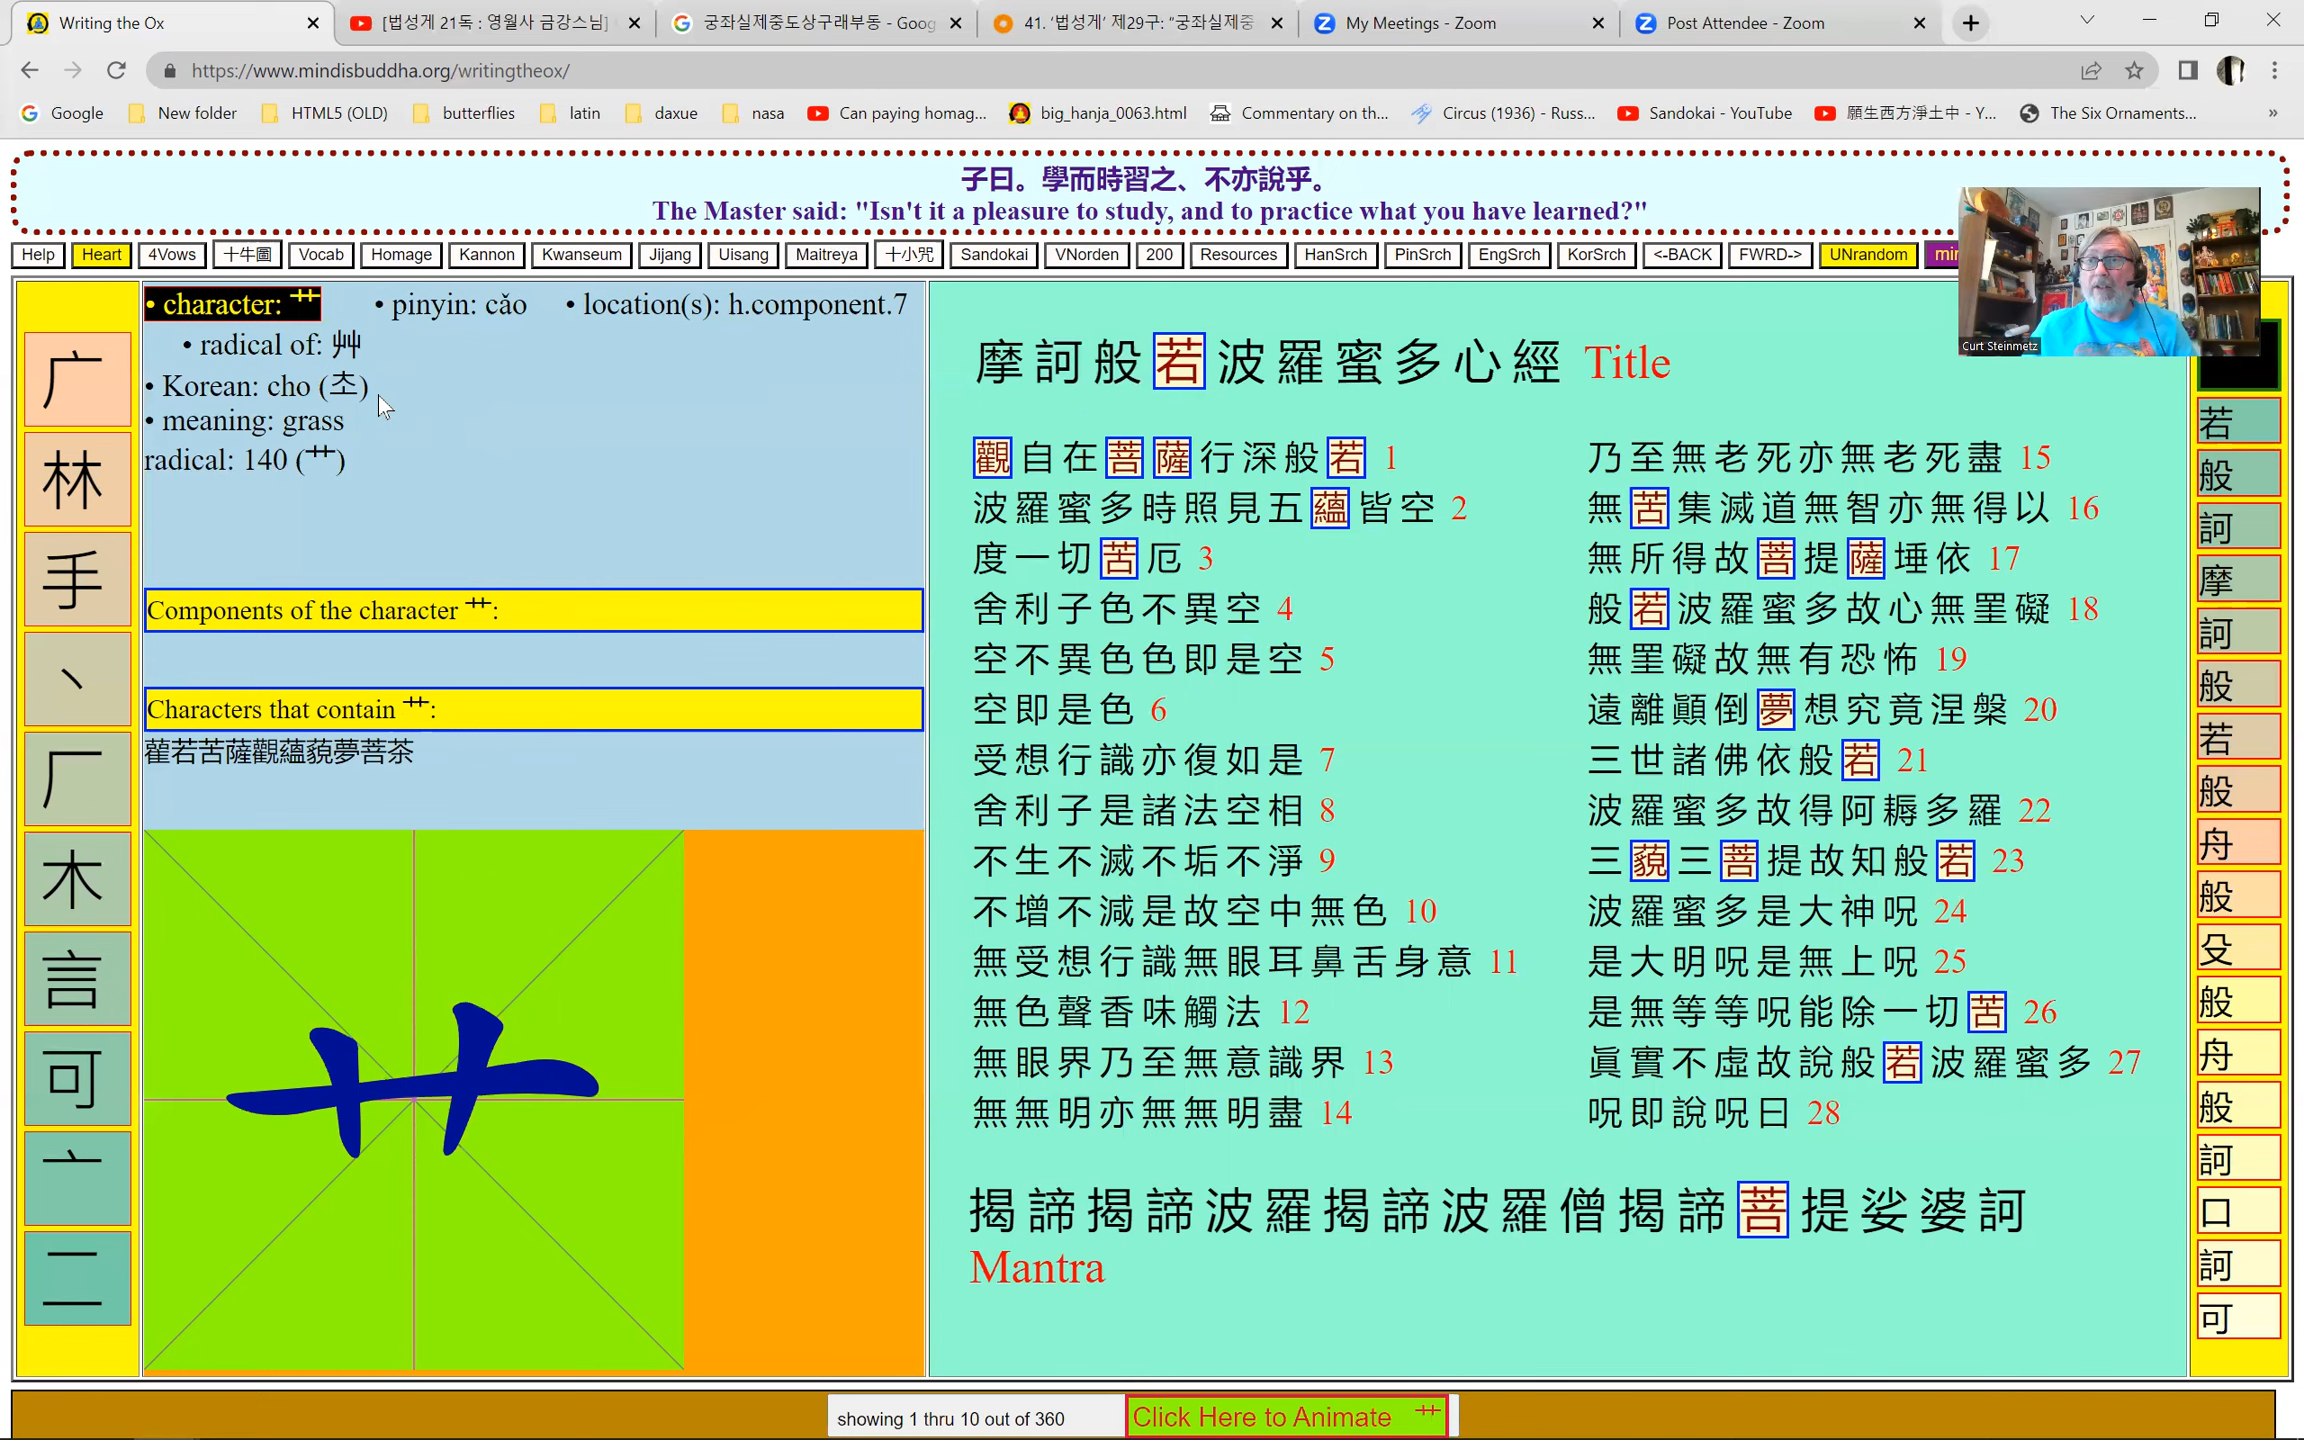 Writing the Ox
[법성게 21독 : 영월사 금강스님]
궁좌실제중도상구래부동 - Goog
41. ‘법성게’ 제29구: “궁좌실제중
My Meetings - Zoom
Post Attendee - Zoom
https://www.mindisbuddha.org/writingtheox/
Google
New folder
HTML5 (OLD)
butterflies
latin
daxue
nasa
Can paying homag...
big_hanja_0063.html
Commentary on th...
Circus (1936) - Russ...
Sandokai - YouTube
願生西方淨土中 - Y...
The Six Ornaments...
子曰。學而時習之、不亦說乎。
The Master said: "Isn't it a pleasure to study, and to practice what you have learned?"
Help Heart 4Vows 十牛圖 Vocab Homage Kannon Kwanseum Jijang Uisang Maitreya 十小咒 Sandokai VNorden 200 Resources HanSrch PinSrch EngSrch KorSrch <-BACK FWRD-> UNrandom
Curt Steinmetz
广
林
手
丶
厂
木
言
可
亠
二
• character: 艹 • pinyin: cǎo • location(s): h.component.7
• radical of: 艸
• Korean: cho (초)
• meaning: grass
radical: 140 (艹)
Components of the character 艹:
Characters that contain 艹:
雚若苦薩觀蘊藐夢菩茶
艹
摩訶般若波羅蜜多心經 Title
觀自在菩薩行深般若 1
波羅蜜多時照見五蘊皆空 2
度一切苦厄 3
舍利子色不異空 4
空不異色色即是空 5
空即是色 6
受想行識亦復如是 7
舍利子是諸法空相 8
不生不滅不垢不淨 9
不增不減是故空中無色 10
無受想行識無眼耳鼻舌身意 11
無色聲香味觸法 12
無眼界乃至無意識界 13
無無明亦無無明盡 14
乃至無老死亦無老死盡 15
無苦集滅道無智亦無得以 16
無所得故菩提薩埵依 17
般若波羅蜜多故心無罣礙 18
無罣礙故無有恐怖 19
遠離顚倒夢想究竟涅槃 20
三世諸佛依般若 21
波羅蜜多故得阿耨多羅 22
三藐三菩提故知般若 23
波羅蜜多是大神呪 24
是大明呪是無上呪 25
是無等等呪能除一切苦 26
眞實不虛故說般若波羅蜜多 27
呪即說呪曰 28
揭諦揭諦波羅揭諦波羅僧揭諦菩提娑婆訶
Mantra
若
般
訶
摩
訶
般
若
般
舟
般
殳
般
舟
般
訶
口
訶
可
showing 1 thru 10 out of 360
Click Here to Animate 艹